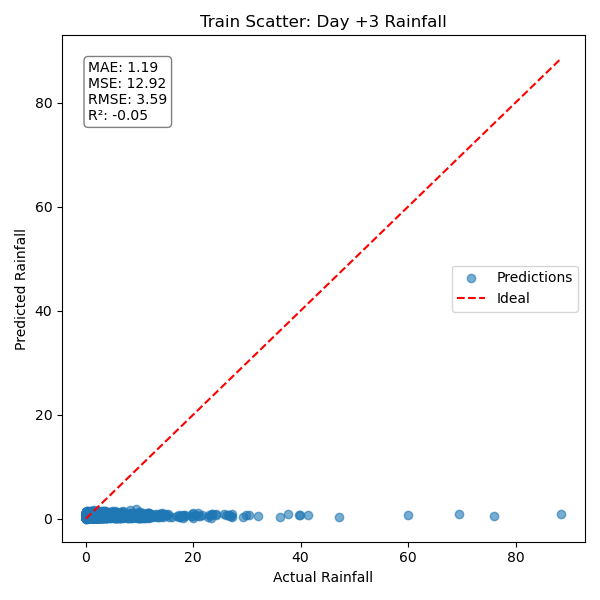 Train Scatter: Day +3 Rainfall
MAE: 1.19
MSE: 12.92
RMSE: 3.59
R²: -0.05
80
60
40
20
0
Predicted Rainfall
Predictions
Ideal
0 20 40 60 80
Actual Rainfall